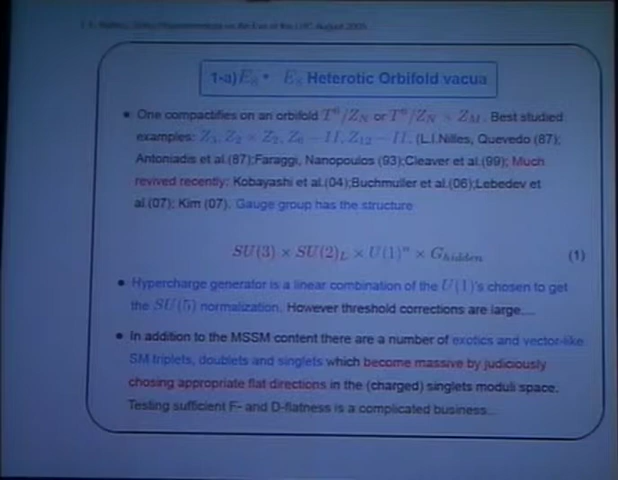 1-a) E₈ × E₈ Heterotic Orbifold vacua
• One compactifies on an orbifold T⁶/Z_N or T⁶/Z_N × Z_M. Best studied
examples: Z₃, Z₂ × Z₂, Z₆ − II, Z₁₂ − II. (L.I.Nilles, Quevedo (87);
Antoniadis et al.(87);Faraggi, Nanopoulos (93);Cleaver et al.(99); Much
revived recently: Kobayashi et al.(04);Buchmuller et al.(06);Lebedev et
al.(07); Kim (07). Gauge group has the structure
SU(3) × SU(2)_L × U(1)ⁿ × G_hidden (1)
• Hypercharge generator is a linear combination of the U(1)'s chosen to get
the SU(5) normalization. However threshold corrections are large....
• In addition to the MSSM content there are a number of exotics and vector-like
SM triplets, doublets and singlets which become massive by judiciously
chosing appropriate flat directions in the (charged) singlets moduli space.
Testing sufficient F- and D-flatness is a complicated business...